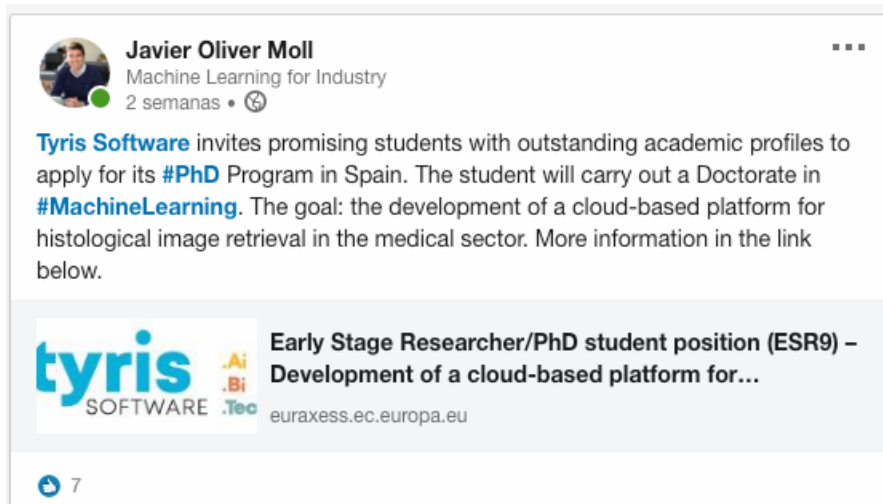 Javier Oliver Moll
Machine Learning for Industry
2 semanas •
Tyris Software invites promising students with outstanding academic profiles to
apply for its #PhD Program in Spain. The student will carry out a Doctorate in
#MachineLearning. The goal: the development of a cloud-based platform for
histological image retrieval in the medical sector. More information in the link
below.
tyris
SOFTWARE
.Ai
.Bi
.Tec
Early Stage Researcher/PhD student position (ESR9) –
Development of a cloud-based platform for...
euraxess.ec.europa.eu
7